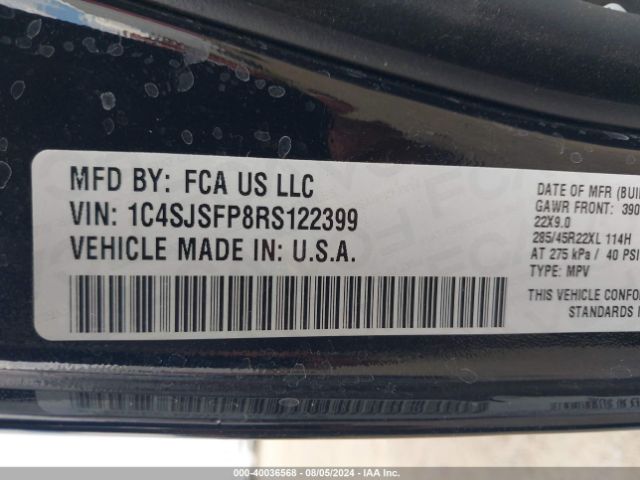 MFD BY: FCA US LLC
VIN: 1C4SJSFP8RS122399
VEHICLE MADE IN: U.S.A.
DATE OF MFR (BUI
GAWR FRONT: 390
22X9.0
285/45R22XL 114H
AT 275 kPa / 40 PSI
TYPE: MPV
THIS VEHICLE CONFO
STANDARDS I
000-40036568 - 08/05/2024 - IAA Inc.